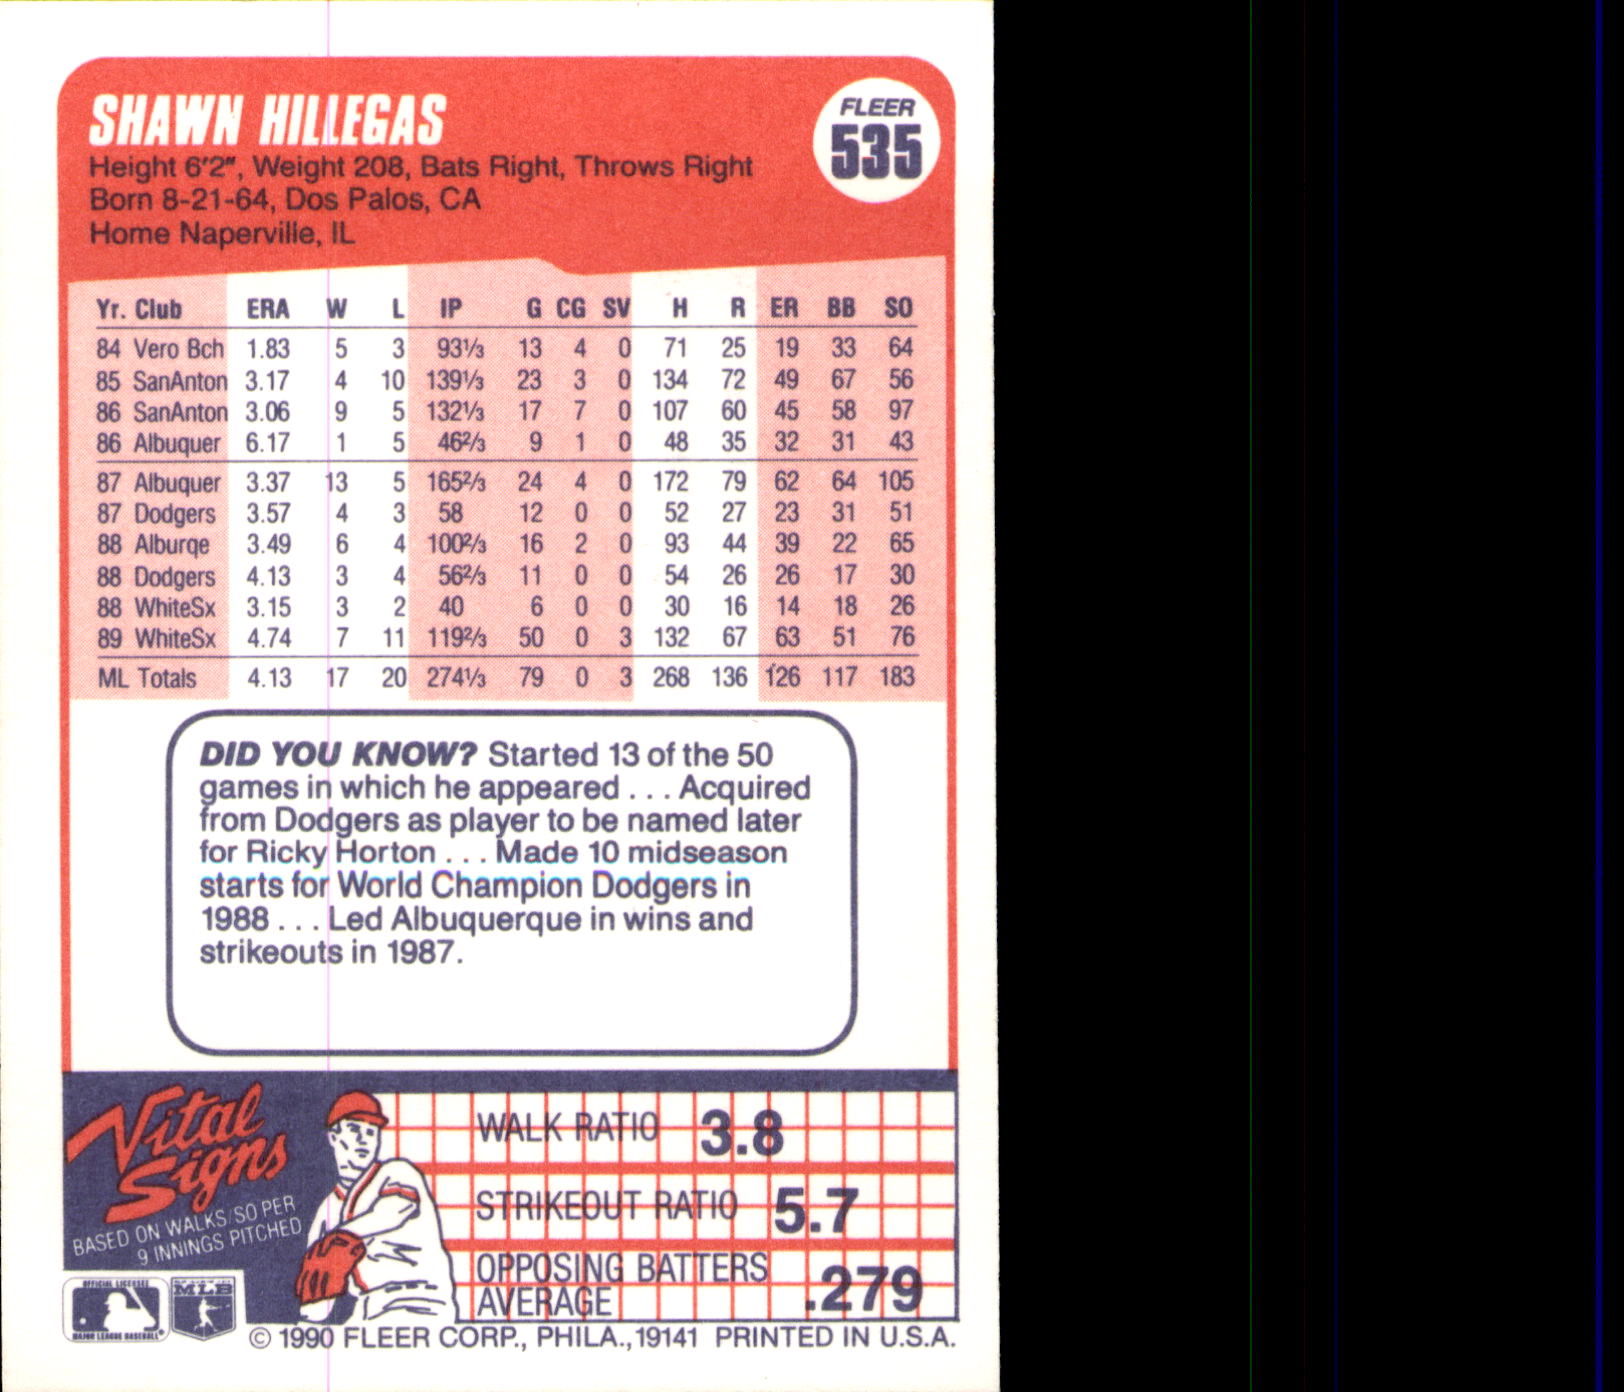 SHAWN HILLEGAS
FLEER
535
Height 6'2", Weight 208, Bats Right, Throws Right
Born 8-21-64, Dos Palos, CA
Home Naperville, IL
Yr. Club ERA W L IP G CG SV H R ER BB SO
84 Vero Bch 1.83 5 3 93⅓ 13 4 0 71 25 19 33 64
85 SanAnton 3.17 4 10 139⅓ 23 3 0 134 72 49 67 56
86 SanAnton 3.06 9 5 132⅓ 17 7 0 107 60 45 58 97
86 Albuquer 6.17 1 5 46⅔ 9 1 0 48 35 32 31 43
87 Albuquer 3.37 13 5 165⅔ 24 4 0 172 79 62 64 105
87 Dodgers 3.57 4 3 58 12 0 0 52 27 23 31 51
88 Alburqe 3.49 6 4 100⅔ 16 2 0 93 44 39 22 65
88 Dodgers 4.13 3 4 56⅔ 11 0 0 54 26 26 17 30
88 WhiteSx 3.15 3 2 40 6 0 0 30 16 14 18 26
89 WhiteSx 4.74 7 11 119⅔ 50 0 3 132 67 63 51 76
ML Totals 4.13 17 20 274⅓ 79 0 3 268 136 126 117 183
DID YOU KNOW? Started 13 of the 50
games in which he appeared . . . Acquired
from Dodgers as player to be named later
for Ricky Horton . . . Made 10 midseason
starts for World Champion Dodgers in
1988 . . . Led Albuquerque in wins and
strikeouts in 1987.
Vital
Signs
BASED ON WALKS/SO PER
9 INNINGS PITCHED
WALK RATIO 3.8
STRIKEOUT RATIO 5.7
OPPOSING BATTERS
AVERAGE .279
OFFICIAL LICENSEE
MAJOR LEAGUE BASEBALL
MLB
© 1990 FLEER CORP., PHILA., 19141 PRINTED IN U.S.A.